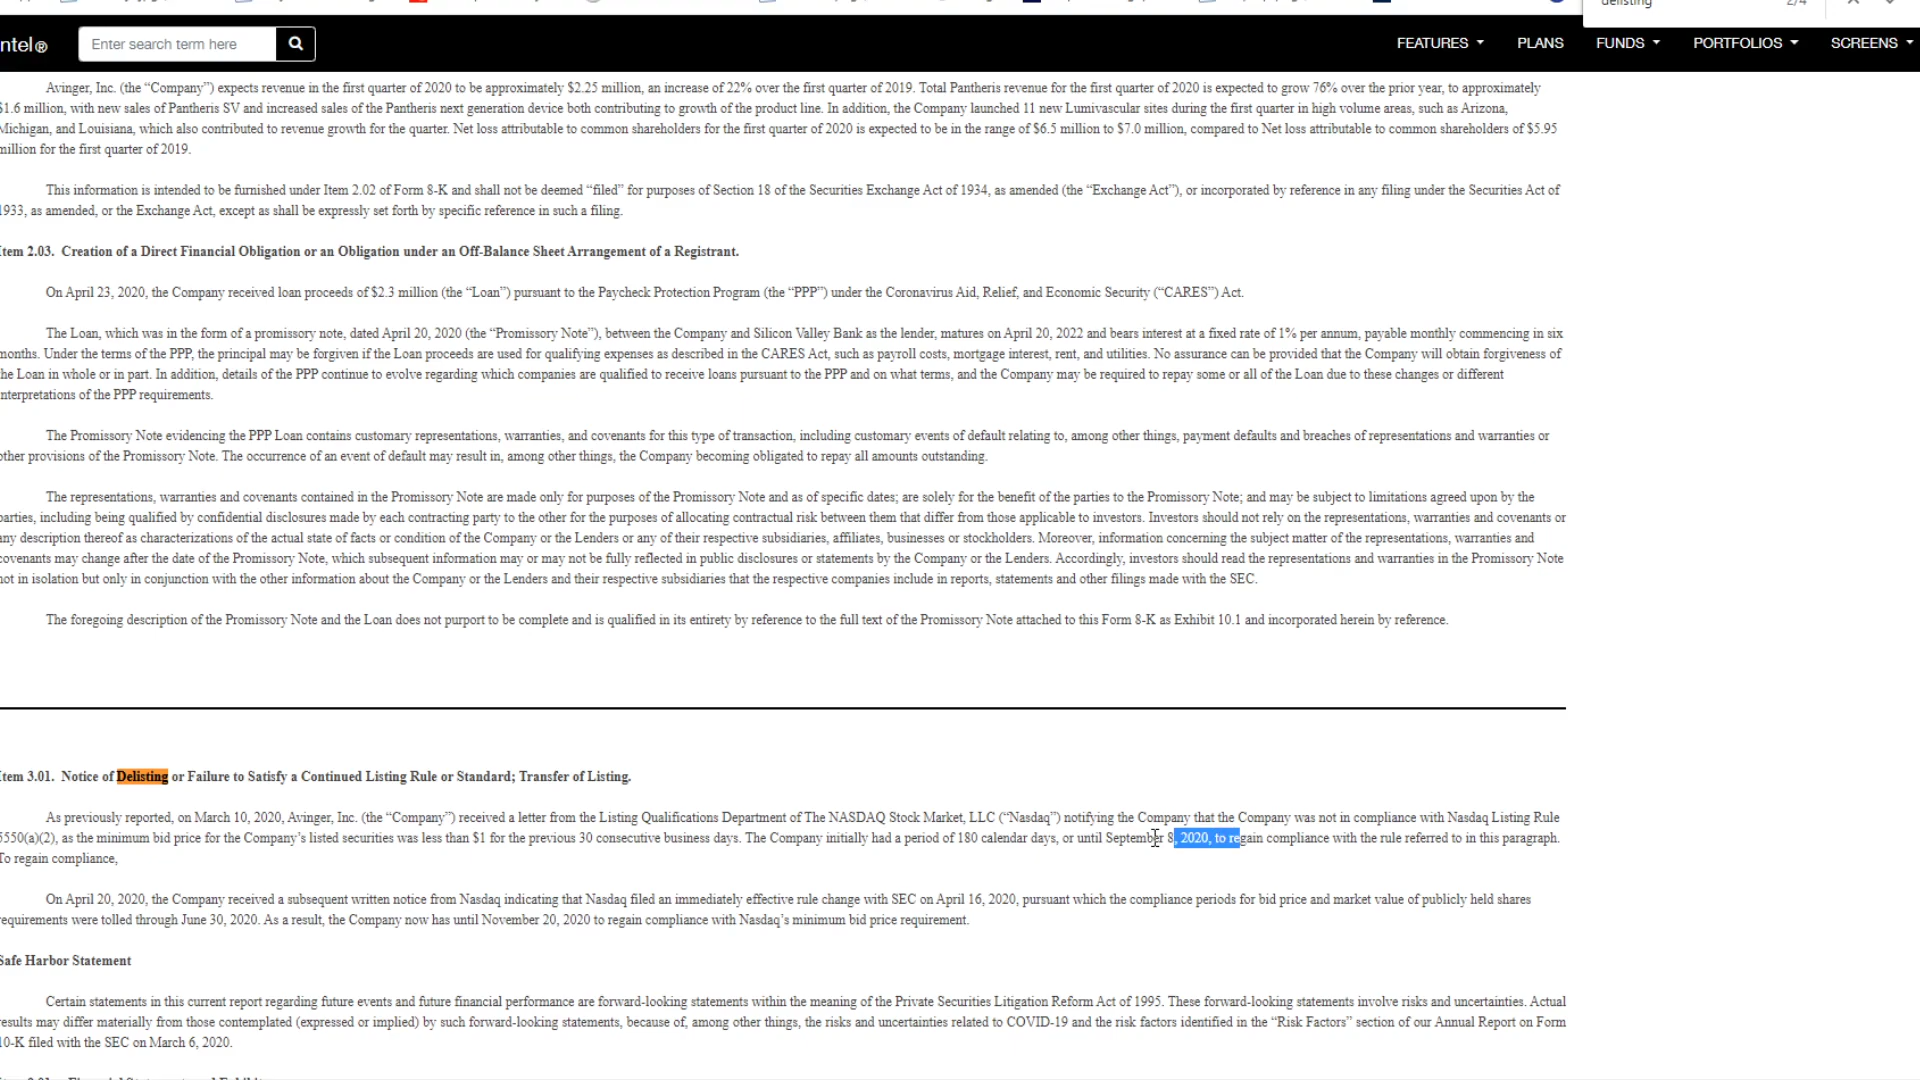 delisting 2/4
ntel®
Enter search term here
FEATURES PLANS FUNDS PORTFOLIOS SCREENS
Avinger, Inc. (the “Company”) expects revenue in the first quarter of 2020 to be approximately $2.25 million, an increase of 22% over the first quarter of 2019. Total Pantheris revenue for the first quarter of 2020 is expected to grow 76% over the prior year, to approximately
$1.6 million, with new sales of Pantheris SV and increased sales of the Pantheris next generation device both contributing to growth of the product line. In addition, the Company launched 11 new Lumivascular sites during the first quarter in high volume areas, such as Arizona,
Michigan, and Louisiana, which also contributed to revenue growth for the quarter. Net loss attributable to common shareholders for the first quarter of 2020 is expected to be in the range of $6.5 million to $7.0 million, compared to Net loss attributable to common shareholders of $5.95
million for the first quarter of 2019.
This information is intended to be furnished under Item 2.02 of Form 8-K and shall not be deemed “filed” for purposes of Section 18 of the Securities Exchange Act of 1934, as amended (the “Exchange Act”), or incorporated by reference in any filing under the Securities Act of
1933, as amended, or the Exchange Act, except as shall be expressly set forth by specific reference in such a filing.
Item 2.03. Creation of a Direct Financial Obligation or an Obligation under an Off-Balance Sheet Arrangement of a Registrant.
On April 23, 2020, the Company received loan proceeds of $2.3 million (the “Loan”) pursuant to the Paycheck Protection Program (the “PPP”) under the Coronavirus Aid, Relief, and Economic Security (“CARES”) Act.
The Loan, which was in the form of a promissory note, dated April 20, 2020 (the “Promissory Note”), between the Company and Silicon Valley Bank as the lender, matures on April 20, 2022 and bears interest at a fixed rate of 1% per annum, payable monthly commencing in six
months. Under the terms of the PPP, the principal may be forgiven if the Loan proceeds are used for qualifying expenses as described in the CARES Act, such as payroll costs, mortgage interest, rent, and utilities. No assurance can be provided that the Company will obtain forgiveness of
the Loan in whole or in part. In addition, details of the PPP continue to evolve regarding which companies are qualified to receive loans pursuant to the PPP and on what terms, and the Company may be required to repay some or all of the Loan due to these changes or different
interpretations of the PPP requirements.
The Promissory Note evidencing the PPP Loan contains customary representations, warranties, and covenants for this type of transaction, including customary events of default relating to, among other things, payment defaults and breaches of representations and warranties or
other provisions of the Promissory Note. The occurrence of an event of default may result in, among other things, the Company becoming obligated to repay all amounts outstanding.
The representations, warranties and covenants contained in the Promissory Note are made only for purposes of the Promissory Note and as of specific dates; are solely for the benefit of the parties to the Promissory Note; and may be subject to limitations agreed upon by the
parties, including being qualified by confidential disclosures made by each contracting party to the other for the purposes of allocating contractual risk between them that differ from those applicable to investors. Investors should not rely on the representations, warranties and covenants or
any description thereof as characterizations of the actual state of facts or condition of the Company or the Lenders or any of their respective subsidiaries, affiliates, businesses or stockholders. Moreover, information concerning the subject matter of the representations, warranties and
covenants may change after the date of the Promissory Note, which subsequent information may or may not be fully reflected in public disclosures or statements by the Company or the Lenders. Accordingly, investors should read the representations and warranties in the Promissory Note
not in isolation but only in conjunction with the other information about the Company or the Lenders and their respective subsidiaries that the respective companies include in reports, statements and other filings made with the SEC.
The foregoing description of the Promissory Note and the Loan does not purport to be complete and is qualified in its entirety by reference to the full text of the Promissory Note attached to this Form 8-K as Exhibit 10.1 and incorporated herein by reference.
Item 3.01. Notice of Delisting or Failure to Satisfy a Continued Listing Rule or Standard; Transfer of Listing.
As previously reported, on March 10, 2020, Avinger, Inc. (the “Company”) received a letter from the Listing Qualifications Department of The NASDAQ Stock Market, LLC (“Nasdaq”) notifying the Company that the Company was not in compliance with Nasdaq Listing Rule
5550(a)(2), as the minimum bid price for the Company’s listed securities was less than $1 for the previous 30 consecutive business days. The Company initially had a period of 180 calendar days, or until September 8, 2020, to regain compliance with the rule referred to in this paragraph.
To regain compliance,
On April 20, 2020, the Company received a subsequent written notice from Nasdaq indicating that Nasdaq filed an immediately effective rule change with SEC on April 16, 2020, pursuant which the compliance periods for bid price and market value of publicly held shares
requirements were tolled through June 30, 2020. As a result, the Company now has until November 20, 2020 to regain compliance with Nasdaq’s minimum bid price requirement.
Safe Harbor Statement
Certain statements in this current report regarding future events and future financial performance are forward-looking statements within the meaning of the Private Securities Litigation Reform Act of 1995. These forward-looking statements involve risks and uncertainties. Actual
results may differ materially from those contemplated (expressed or implied) by such forward-looking statements, because of, among other things, the risks and uncertainties related to COVID-19 and the risk factors identified in the “Risk Factors” section of our Annual Report on Form
10-K filed with the SEC on March 6, 2020.